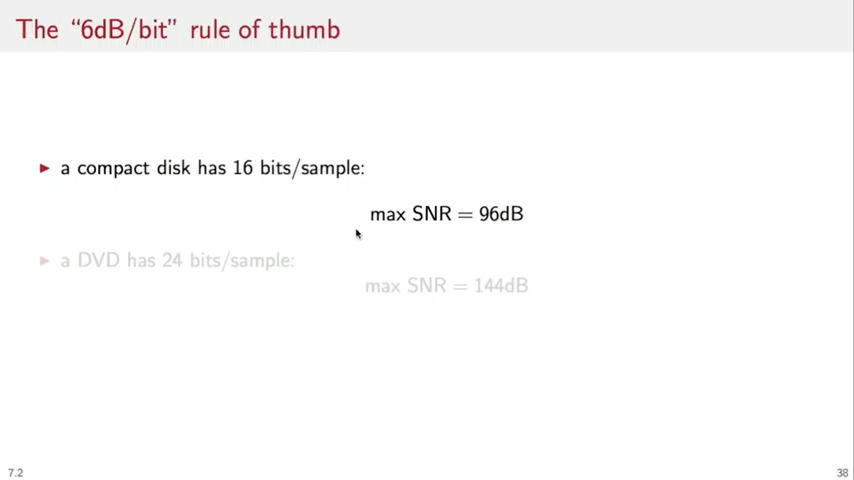 The “6dB/bit” rule of thumb
▶ a compact disk has 16 bits/sample:
max SNR = 96dB
▶ a DVD has 24 bits/sample:
max SNR = 144dB
7.2
38